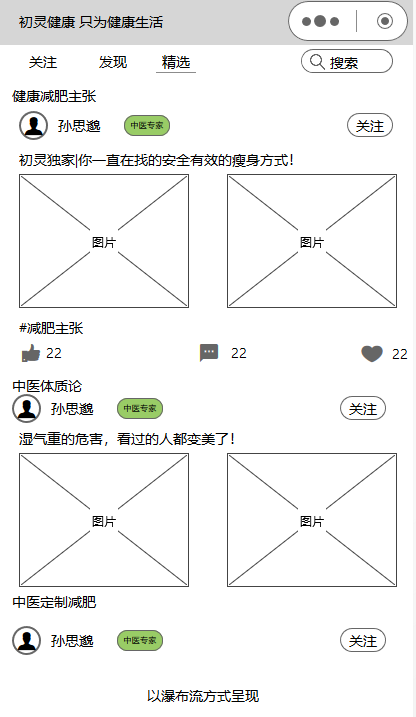 初灵健康 只为健康生活
关注 发现 精选 搜索
健康减肥主张
孙思邈 中医专家 关注
初灵独家|你一直在找的安全有效的瘦身方式！
图片 图片
#减肥主张
22 22 22
中医体质论
孙思邈 中医专家 关注
湿气重的危害，看过的人都变美了！
图片 图片
中医定制减肥
孙思邈 中医专家 关注
以瀑布流方式呈现